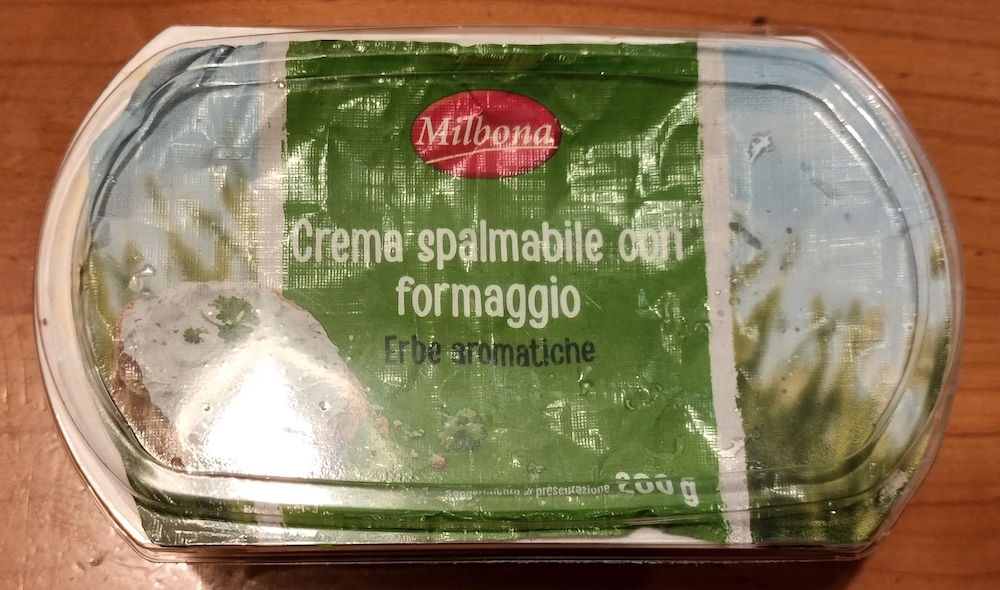 Milbona
Crema spalmabile con
formaggio
Erbe aromatiche
Suggerimento di presentazione 200 g